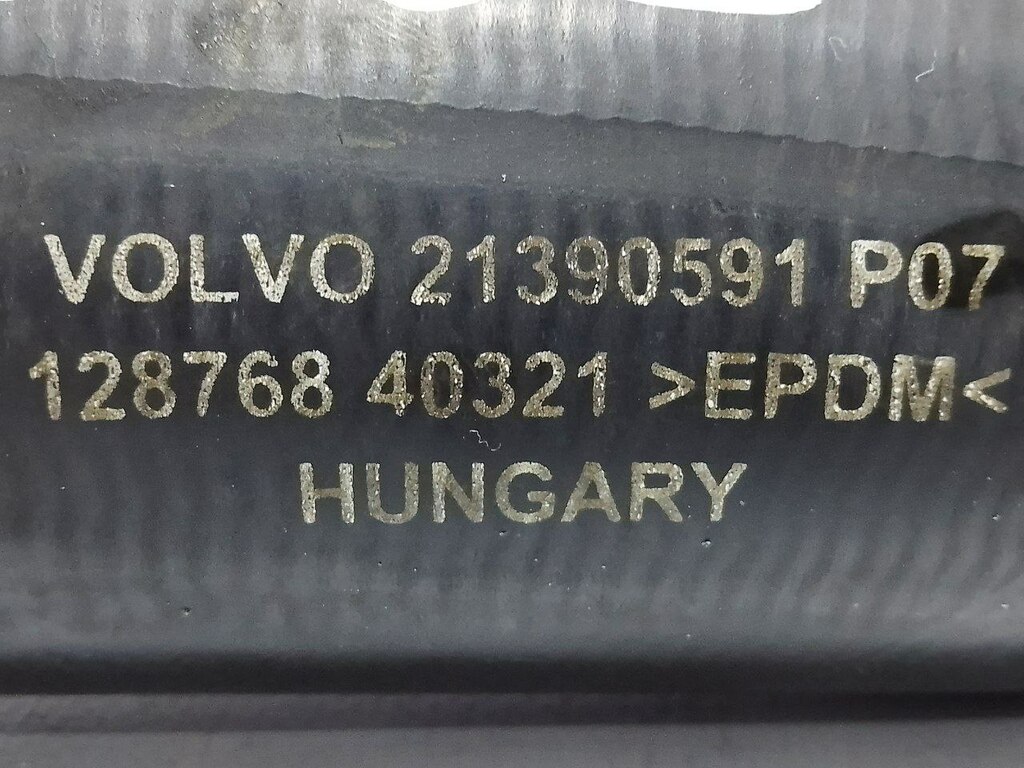 VOLVO 21390591 P07
128768 40321 >EPDM<
HUNGARY